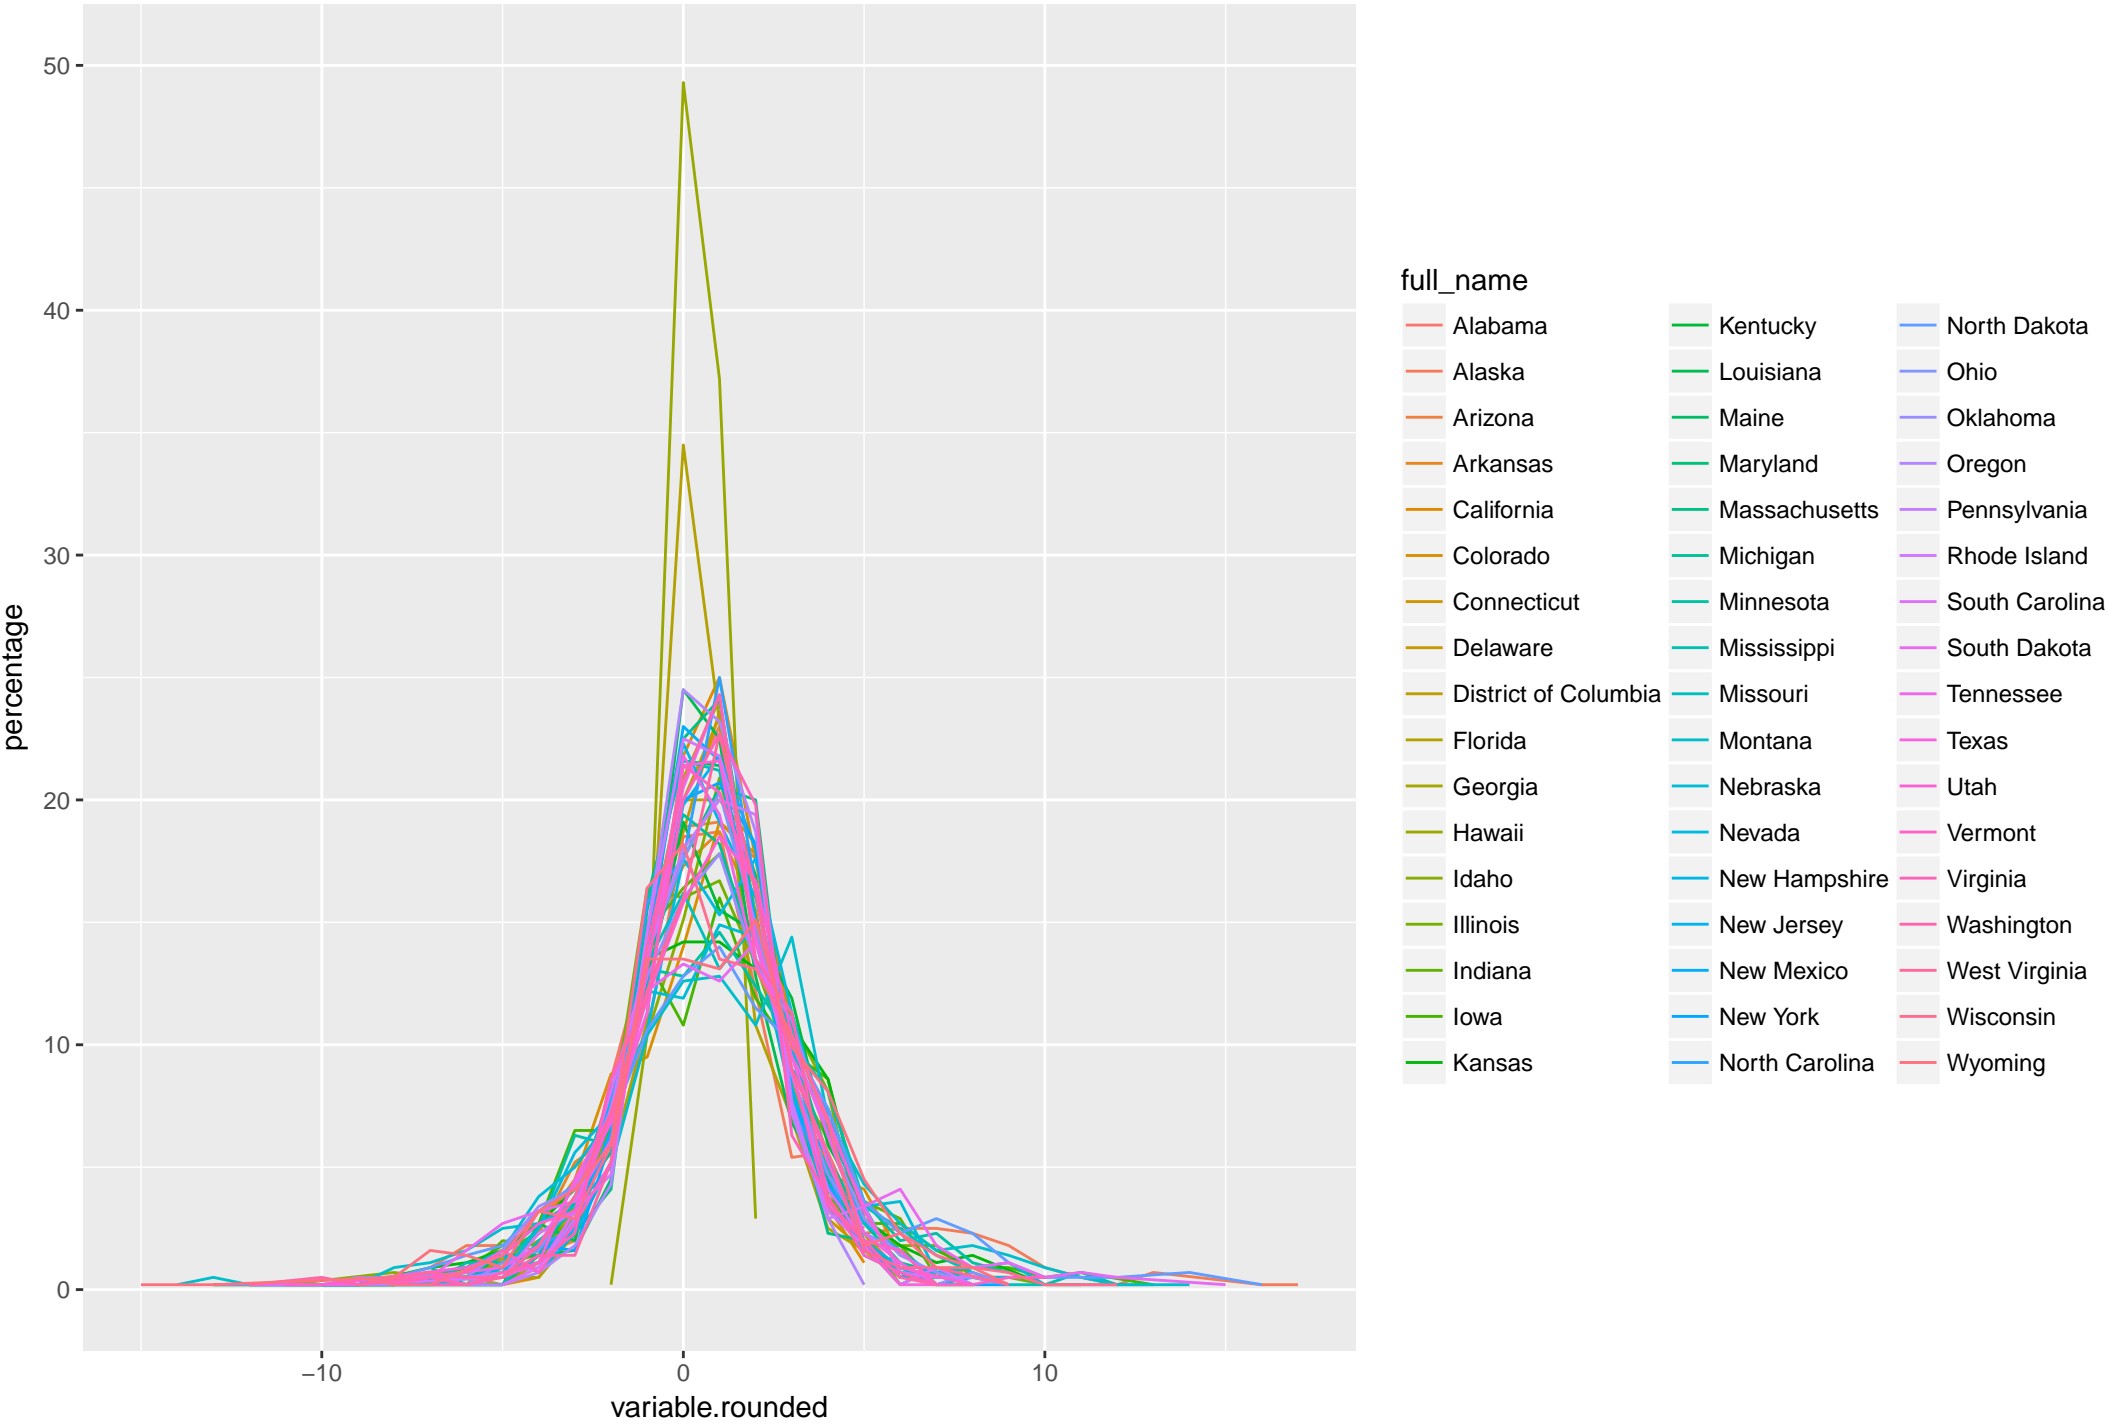 50
40
30
20
10
0
percentage
−10
0
10
variable.rounded
full_name
Alabama
Alaska
Arizona
Arkansas
California
Colorado
Connecticut
Delaware
District of Columbia
Florida
Georgia
Hawaii
Idaho
Illinois
Indiana
Iowa
Kansas
Kentucky
Louisiana
Maine
Maryland
Massachusetts
Michigan
Minnesota
Mississippi
Missouri
Montana
Nebraska
Nevada
New Hampshire
New Jersey
New Mexico
New York
North Carolina
North Dakota
Ohio
Oklahoma
Oregon
Pennsylvania
Rhode Island
South Carolina
South Dakota
Tennessee
Texas
Utah
Vermont
Virginia
Washington
West Virginia
Wisconsin
Wyoming